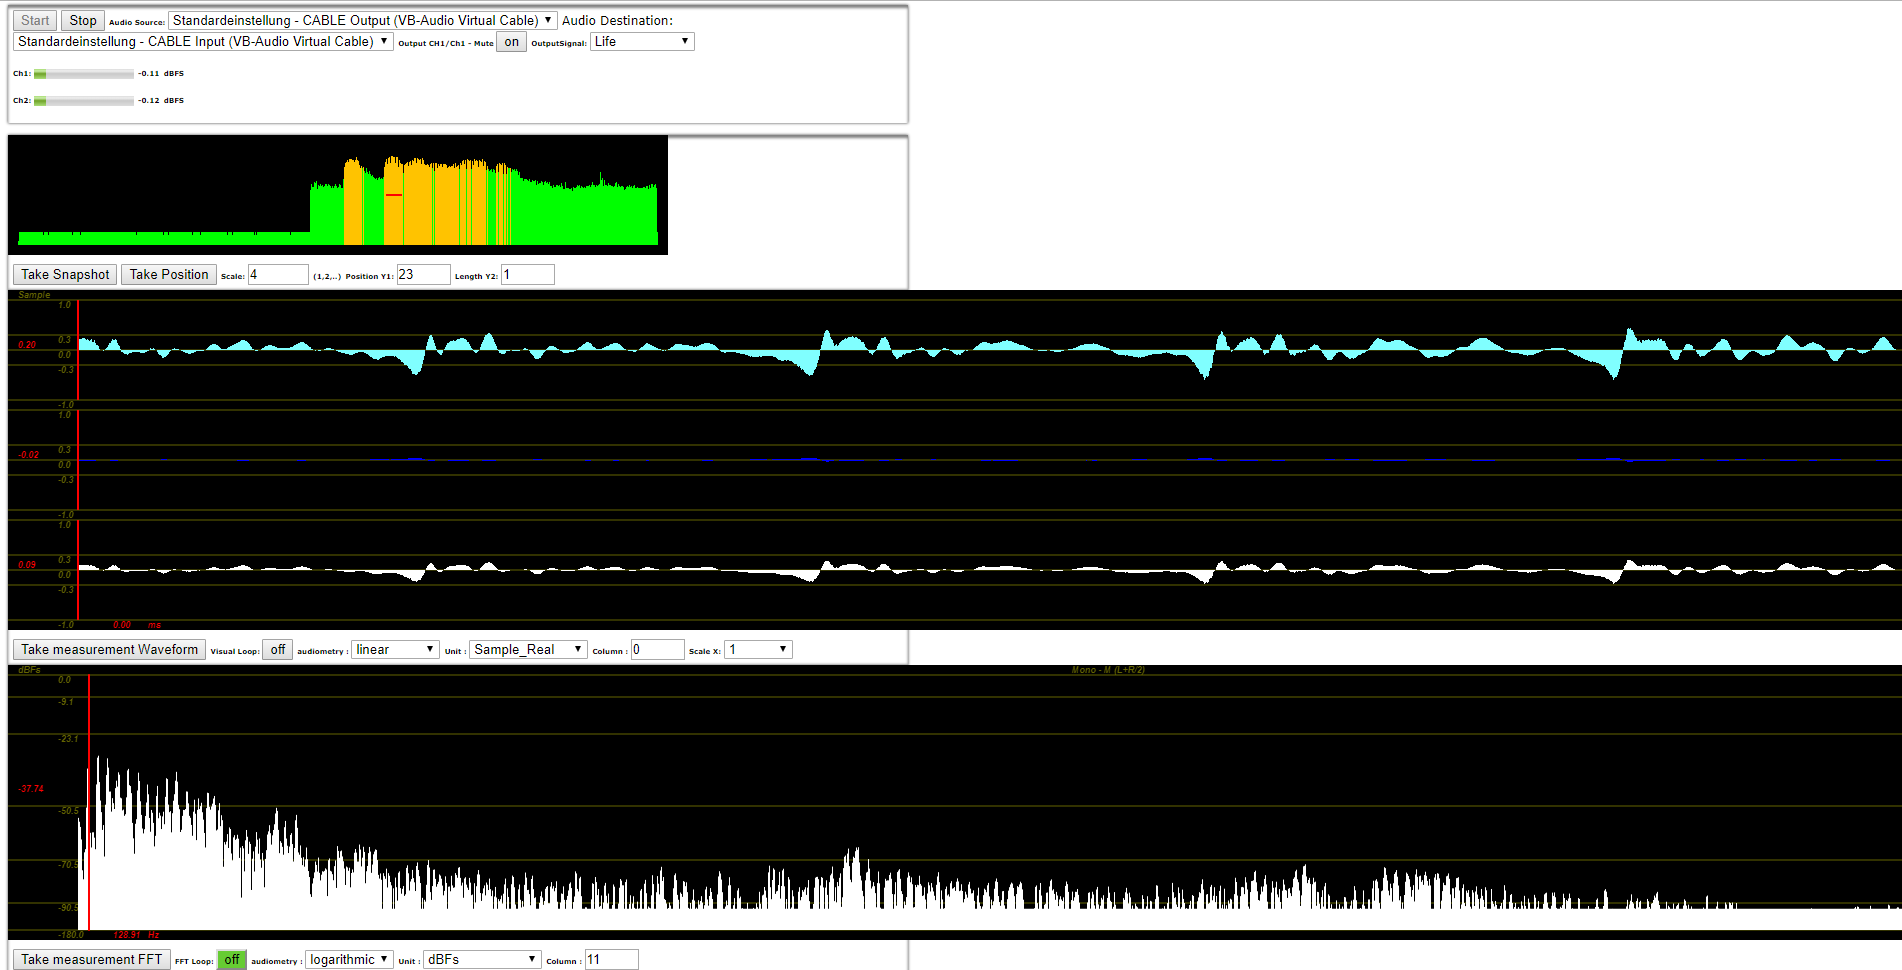 Start Stop Audio Source: Standardeinstellung - CABLE Output (VB-Audio Virtual Cable) Audio Destination:
Standardeinstellung - CABLE Input (VB-Audio Virtual Cable) Output CH1/Ch1 - Mute on OutputSignal: Life
Ch1: -0.11 dBFS
Ch2: -0.12 dBFS
Take Snapshot Take Position Scale: 4 (1,2,..) Position Y1: 23 Length Y2: 1
Sample
1.0
0.3
0.20
0.0
-0.3
-1.0
1.0
0.3
-0.02
0.0
-0.3
-1.0
1.0
0.3
0.09
0.0
-0.3
-1.0 0.00 ms
Take measurement Waveform Visual Loop: off audiometry : linear Unit : Sample_Real Column : 0 Scale X: 1
dBFs Mono - M (L+R/2)
0.0
-9.1
-23.1
-37.74
-50.5
-70.5
-90.5
-180.0 128.91 Hz
Take measurement FFT FFT Loop: off audiometry : logarithmic Unit : dBFs Column : 11